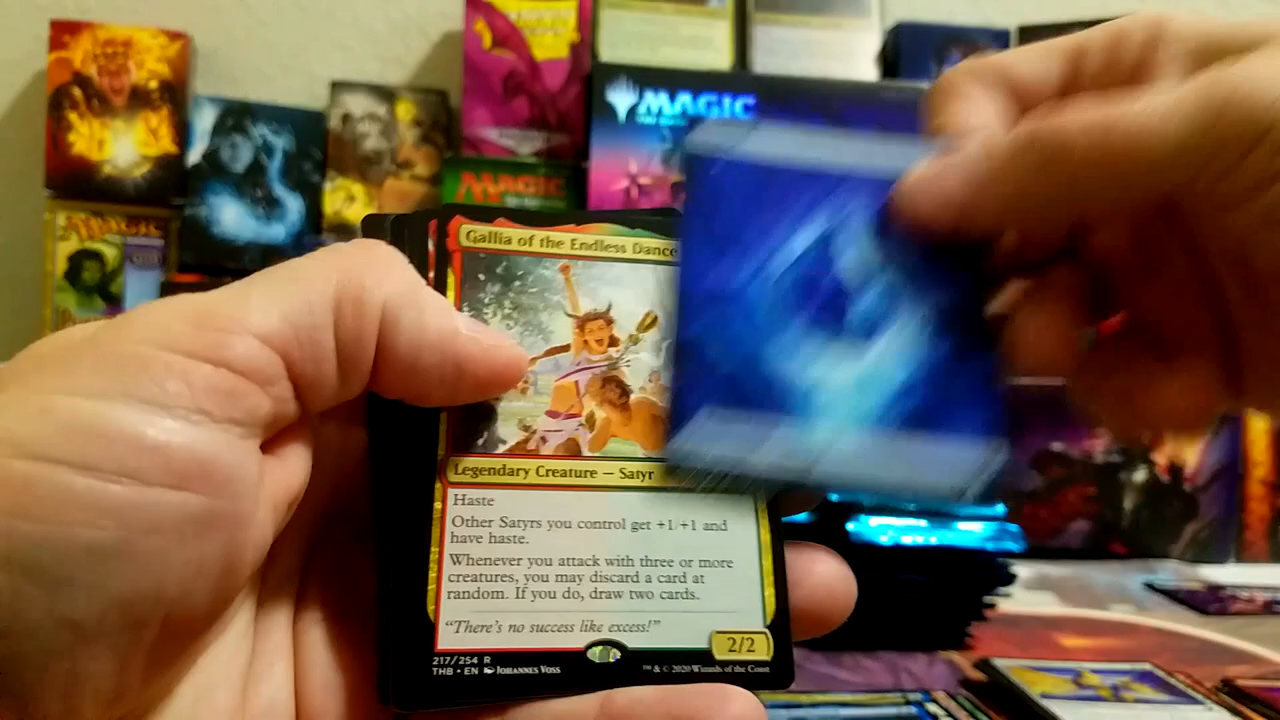 MAGIC
MAGIC
MAGIC
Gallia of the Endless Dance
Legendary Creature — Satyr
Haste
Other Satyrs you control get +1/+1 and
have haste.
Whenever you attack with three or more
creatures, you may discard a card at
random. If you do, draw two cards.
“There's no success like excess!”
2/2
217/254 R
THB • EN Johannes Voss
™ & © 2020 Wizards of the Coast